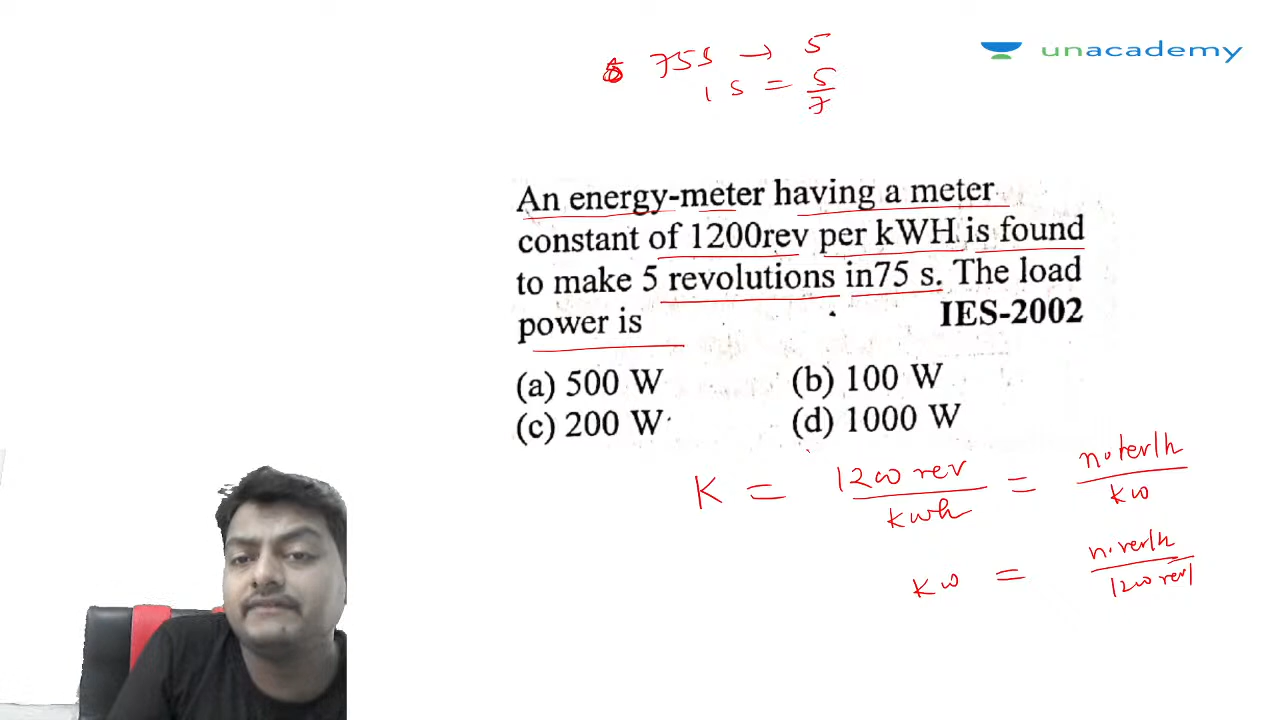 75s → 5
unacademy
1 s = 5/7
An energy-meter having a meter
constant of 1200rev per kWH is found
to make 5 revolutions in75 s. The load
power is IES-2002
(a) 500 W (b) 100 W
(c) 200 W (d) 1000 W
K = 1200 rev/kwh = n.rev/h/kw
kw = n.rev/h/1200 rev